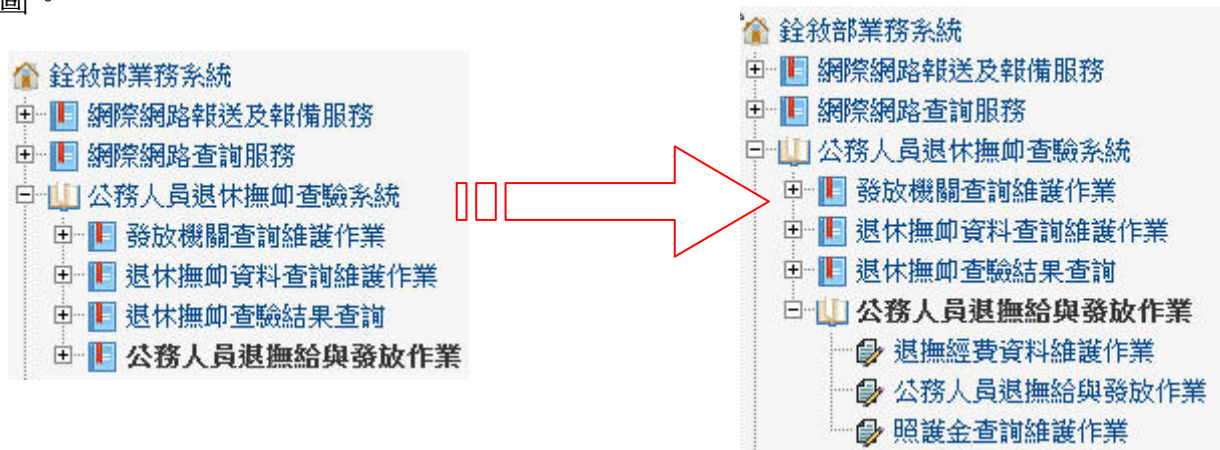 圖。
銓敘部業務系統
網際網路報送及報備服務
網際網路查詢服務
公務人員退休撫卹查驗系統
發放機關查詢維護作業
退休撫卹資料查詢維護作業
退休撫卹查驗結果查詢
公務人員退撫給與發放作業
銓敘部業務系統
網際網路報送及報備服務
網際網路查詢服務
公務人員退休撫卹查驗系統
發放機關查詢維護作業
退休撫卹資料查詢維護作業
退休撫卹查驗結果查詢
公務人員退撫給與發放作業
退撫經費資料維護作業
公務人員退撫給與發放作業
照護金查詢維護作業